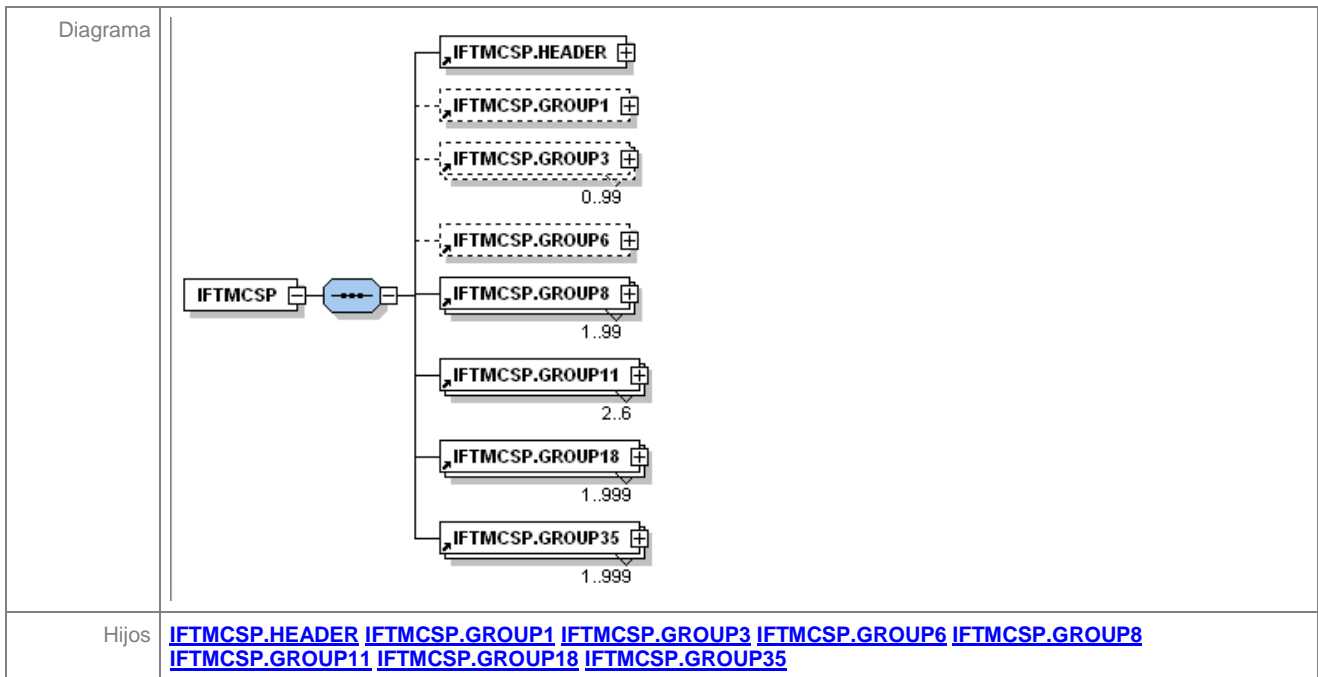 Diagrama
IFTMCSP.HEADER
IFTMCSP.GROUP1
IFTMCSP.GROUP3
0..99
IFTMCSP.GROUP6
IFTMCSP
IFTMCSP.GROUP8
1..99
IFTMCSP.GROUP11
2..6
IFTMCSP.GROUP18
1..999
IFTMCSP.GROUP35
1..999
Hijos
IFTMCSP.HEADER IFTMCSP.GROUP1 IFTMCSP.GROUP3 IFTMCSP.GROUP6 IFTMCSP.GROUP8
IFTMCSP.GROUP11 IFTMCSP.GROUP18 IFTMCSP.GROUP35